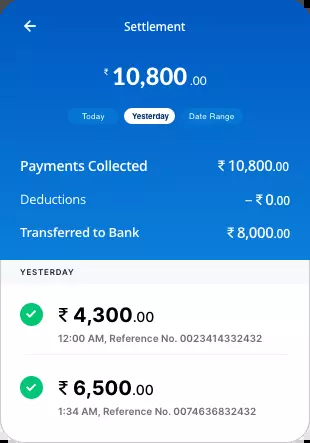 Settlement
₹ 10,800.00
Today Yesterday Date Range
Payments Collected ₹ 10,800.00
Deductions – ₹ 0.00
Transferred to Bank ₹ 8,000.00
YESTERDAY
₹ 4,300.00
12:00 AM, Reference No. 0023414332432
₹ 6,500.00
1:34 AM, Reference No. 0074636832432